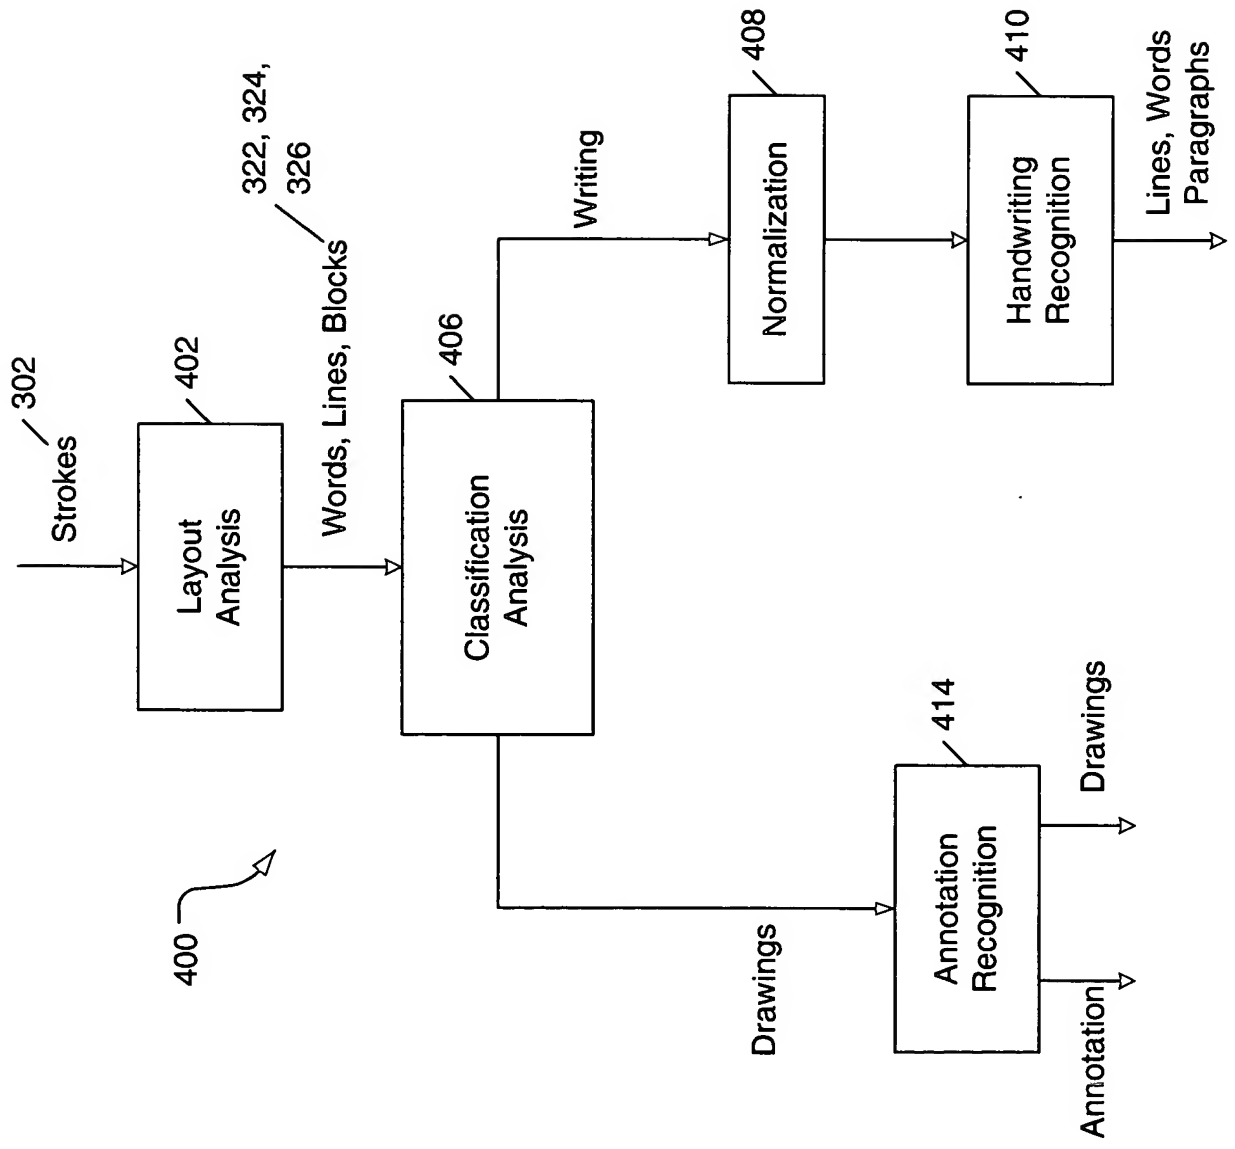 Strokes
302
Layout
Analysis
402
Words, Lines, Blocks
322, 324,
326
Classification
Analysis
406
400
Writing
Normalization
408
Handwriting
Recognition
410
Lines, Words
Paragraphs
Drawings
Annotation
Recognition
414
Annotation
Drawings